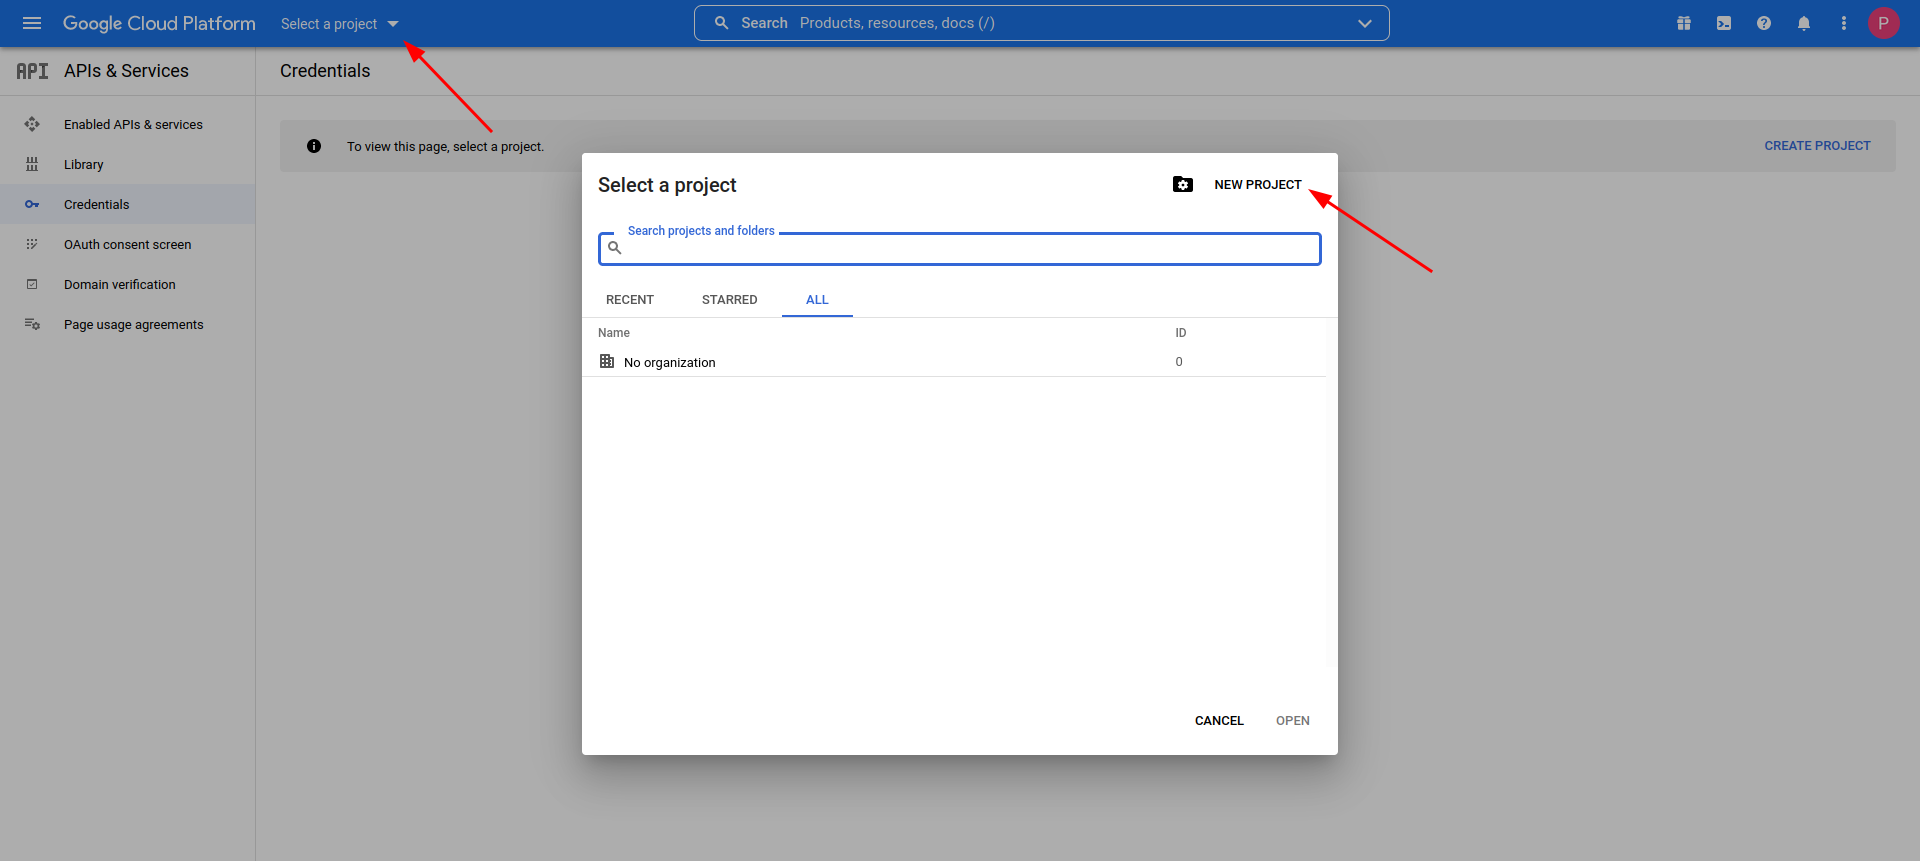 Google Cloud Platform
Select a project
Search Products, resources, docs (/)
P
API APIs & Services
Credentials
Enabled APIs & services
Library
Credentials
OAuth consent screen
Domain verification
Page usage agreements
To view this page, select a project.
CREATE PROJECT
Select a project
NEW PROJECT
Search projects and folders
RECENT STARRED ALL
Name ID
No organization 0
CANCEL OPEN